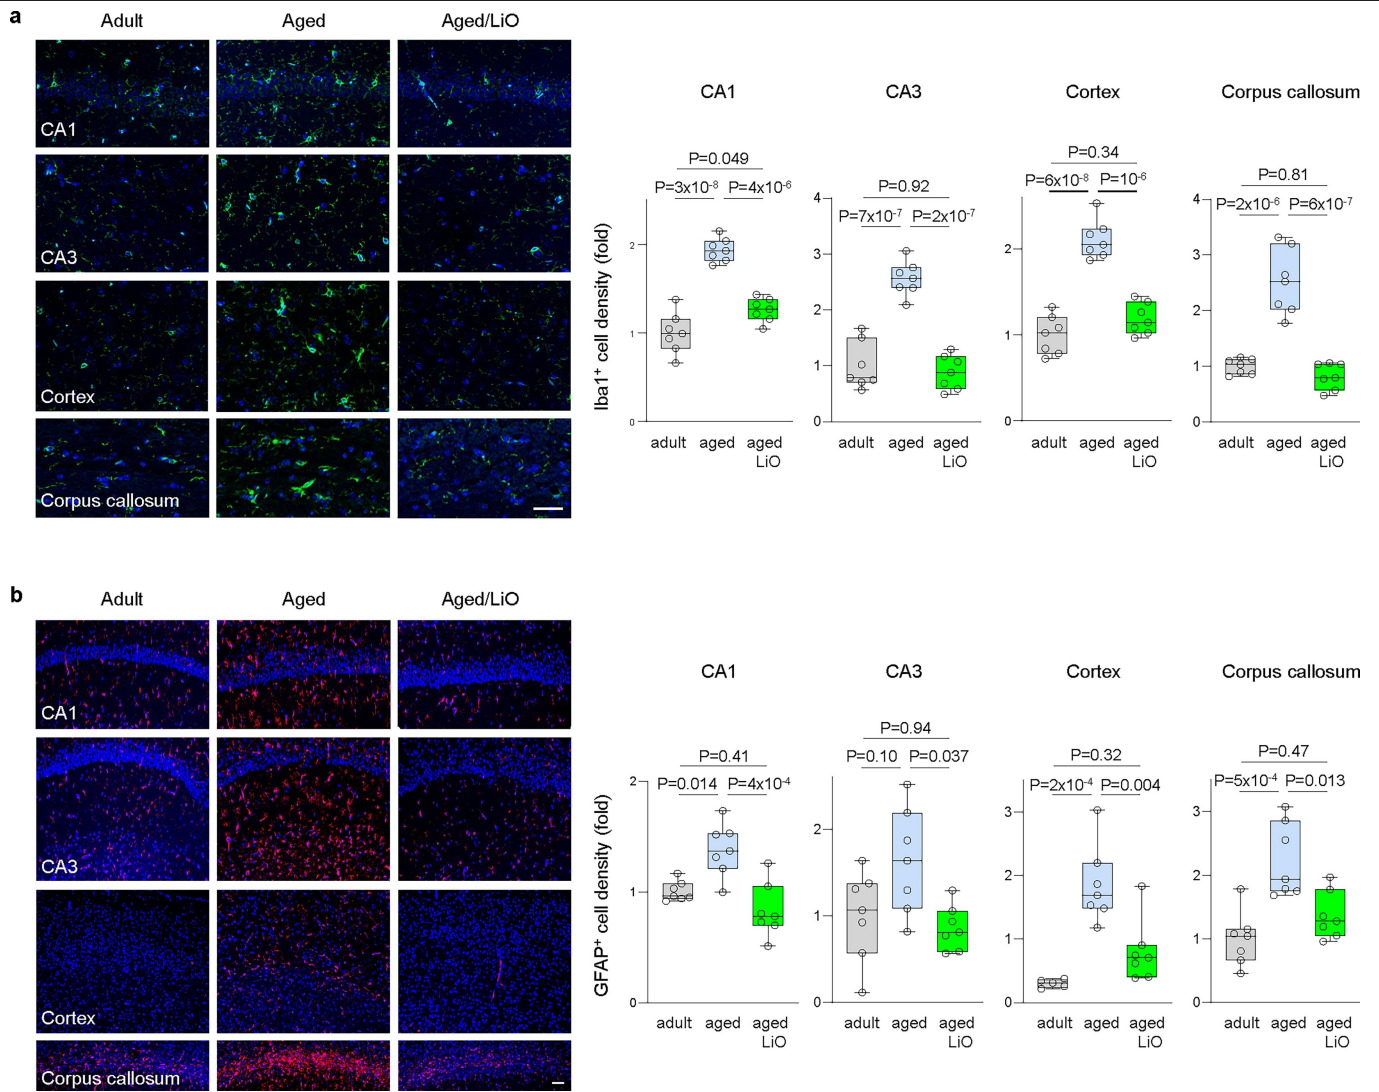 a
Adult Aged Aged/LiO
CA1
CA3
Cortex
Corpus callosum
CA1 CA3 Cortex Corpus callosum
Iba1⁺ cell density (fold)
P=0.049
P=3x10⁻⁸ P=4x10⁻⁶
2
1
0
adult aged aged
LiO
P=0.92
P=7x10⁻⁷ P=2x10⁻⁷
4
3
2
1
0
adult aged aged
LiO
P=0.34
P=6x10⁻⁸ P=10⁻⁶
2
1
0
adult aged aged
LiO
P=0.81
P=2x10⁻⁶ P=6x10⁻⁷
4
3
2
1
0
adult aged aged
LiO
b
Adult Aged Aged/LiO
CA1
CA3
Cortex
Corpus callosum
CA1 CA3 Cortex Corpus callosum
GFAP⁺ cell density (fold)
P=0.41
P=0.014 P=4x10⁻⁴
2
1
0
adult aged aged
LiO
P=0.94
P=0.10 P=0.037
2
1
0
adult aged aged
LiO
P=0.32
P=2x10⁻⁴ P=0.004
3
2
1
0
adult aged aged
LiO
P=0.47
P=5x10⁻⁴ P=0.013
3
2
1
0
adult aged aged
LiO